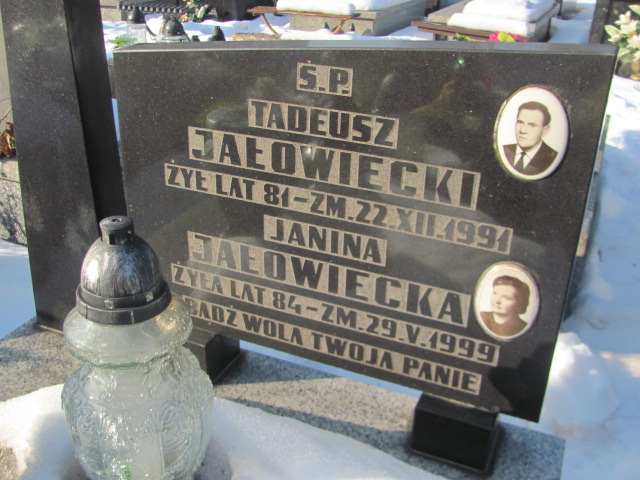 Ś.P.
TADEUSZ
JAŁOWIECKI
ŻYŁ LAT 81-ZM.22.XII.1991
JANINA
JAŁOWIECKA
ŻYŁA LAT 84-ZM.29.V.1999
BĄDŹ WOLA TWOJA PANIE